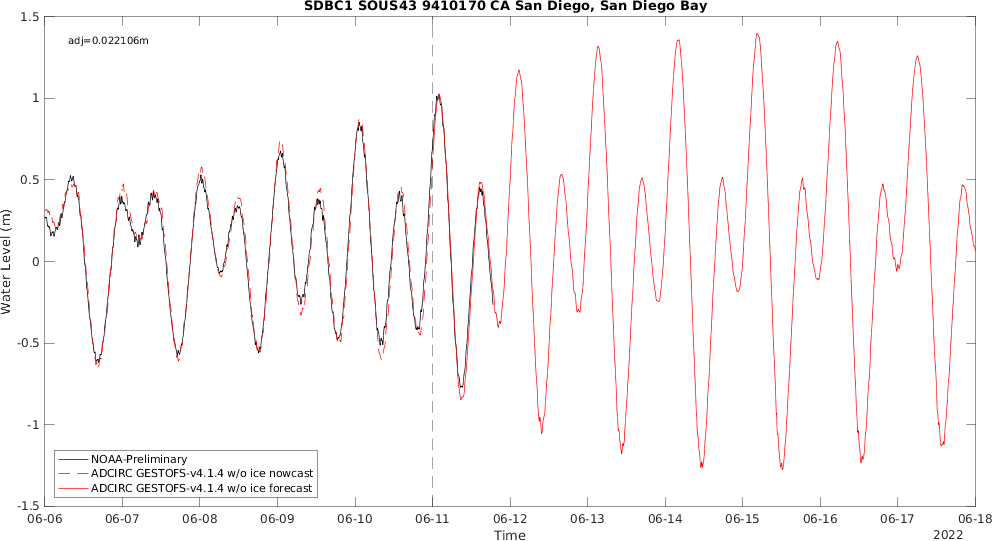 SDBC1 SOUS43 9410170 CA San Diego, San Diego Bay
adj=0.022106m
1.5
1
0.5
0
-0.5
-1
-1.5
Water Level (m)
NOAA-Preliminary
ADCIRC GESTOFS-v4.1.4 w/o ice nowcast
ADCIRC GESTOFS-v4.1.4 w/o ice forecast
06-06 06-07 06-08 06-09 06-10 06-11 06-12 06-13 06-14 06-15 06-16 06-17 06-18
Time
2022